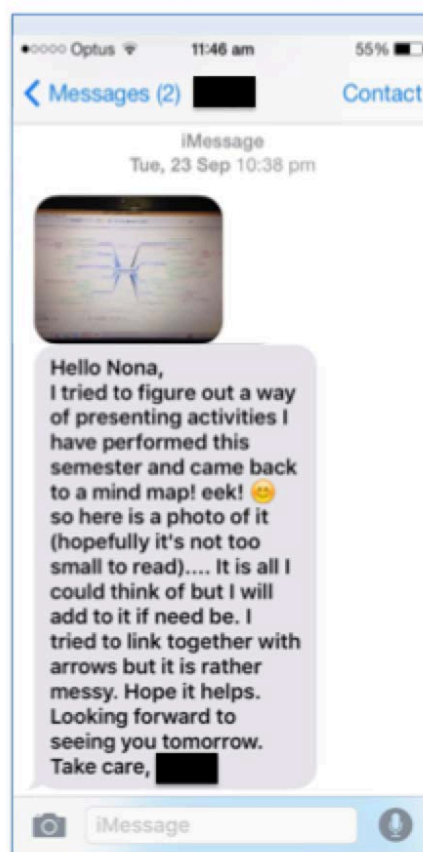 Optus 11:46 am 55%
Messages (2) Contact
iMessage
Tue, 23 Sep 10:38 pm
Hello Nona,
I tried to figure out a way
of presenting activities I
have performed this
semester and came back
to a mind map! eek! 😊
so here is a photo of it
(hopefully it's not too
small to read).... It is all I
could think of but I will
add to it if need be. I
tried to link together with
arrows but it is rather
messy. Hope it helps.
Looking forward to
seeing you tomorrow.
Take care,
iMessage